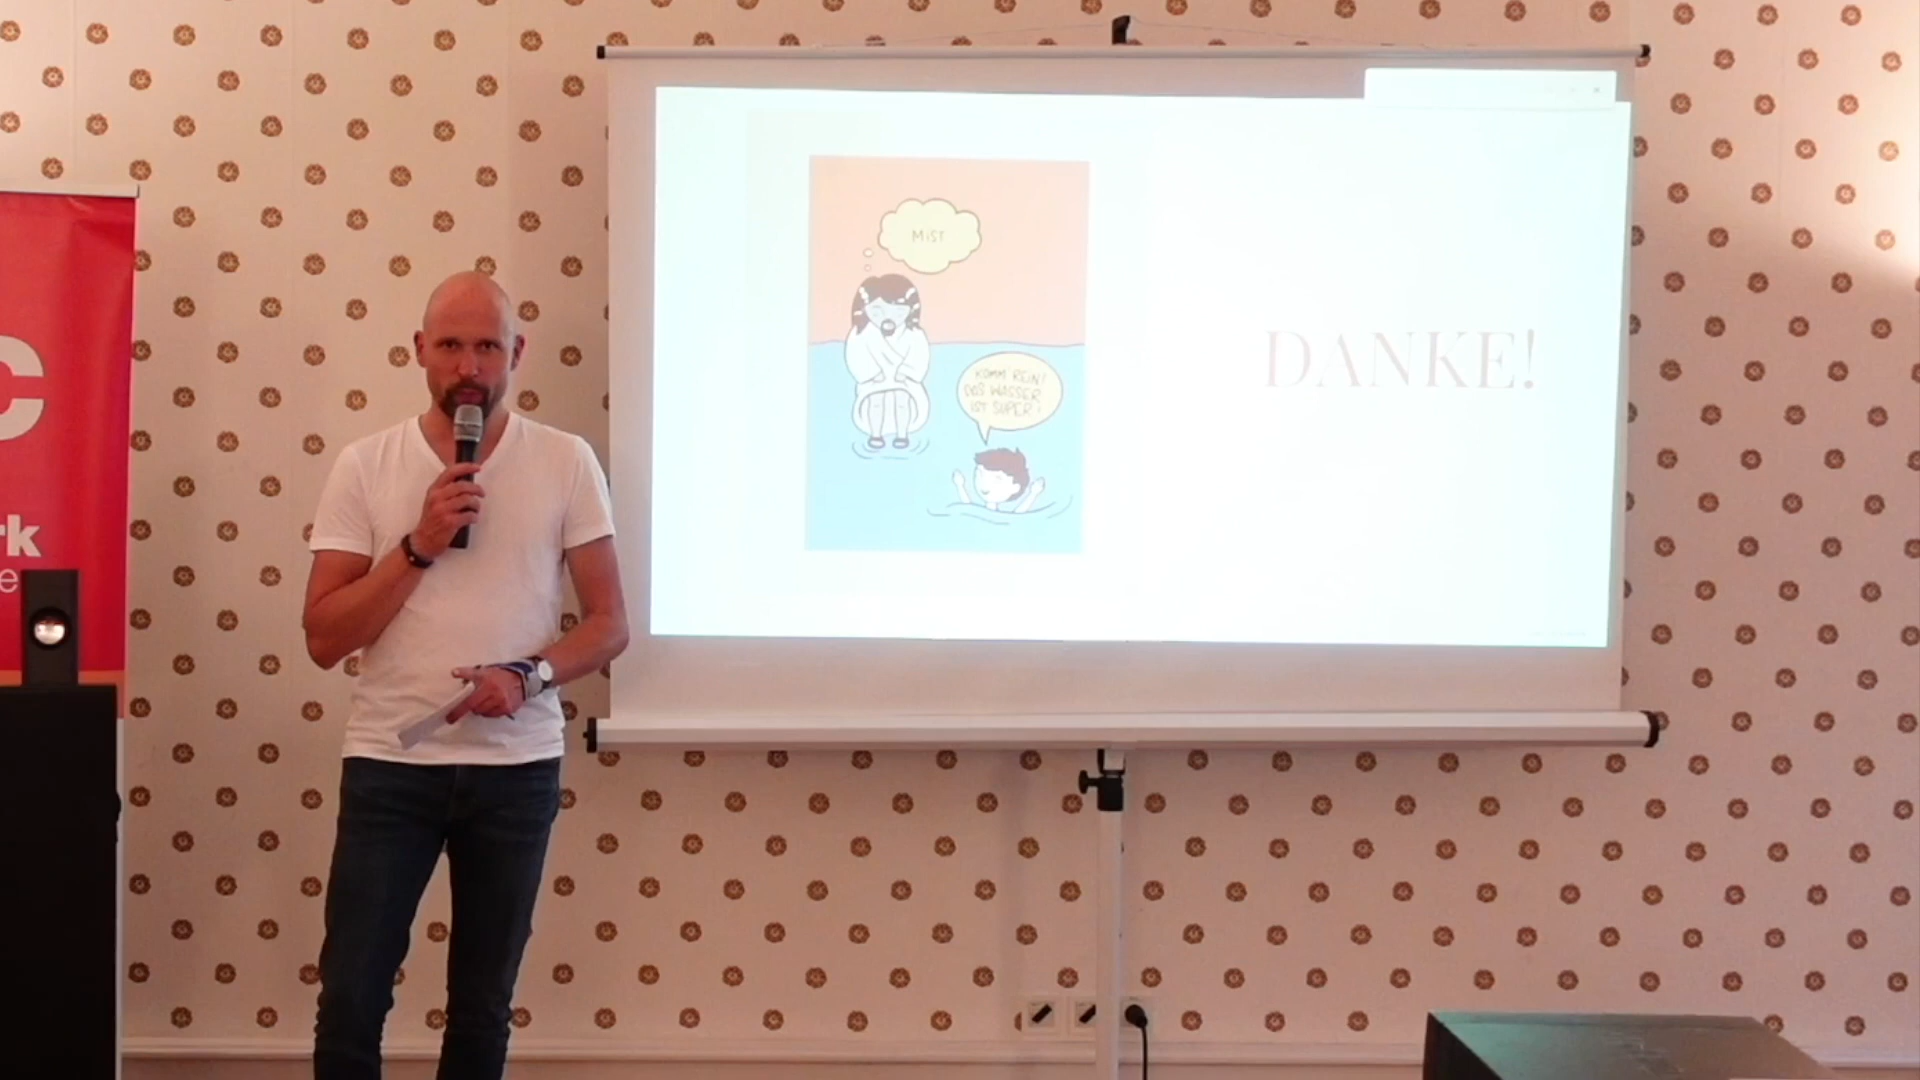 C
rk
e
MIST
KOMM' REIN!
DAS WASSER
IST SUPER!
DANKE!